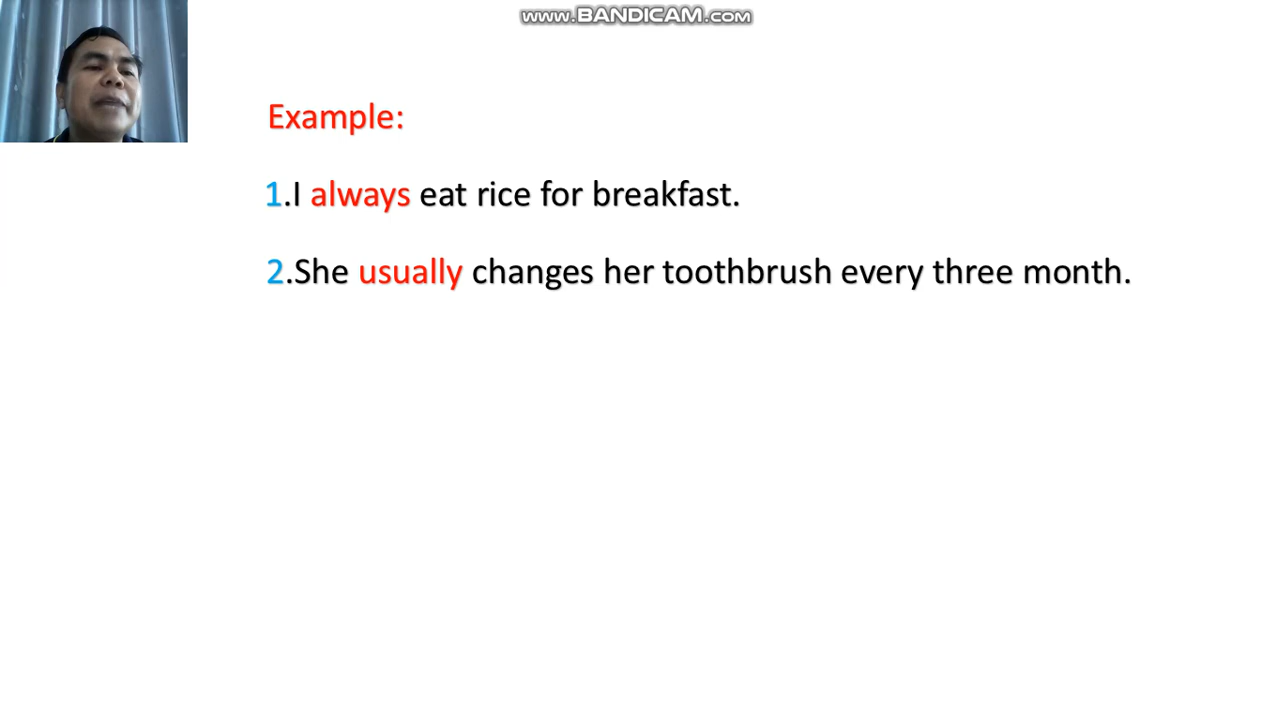 www.BANDICAM.com
Example:
1.I always eat rice for breakfast.
2.She usually changes her toothbrush every three month.